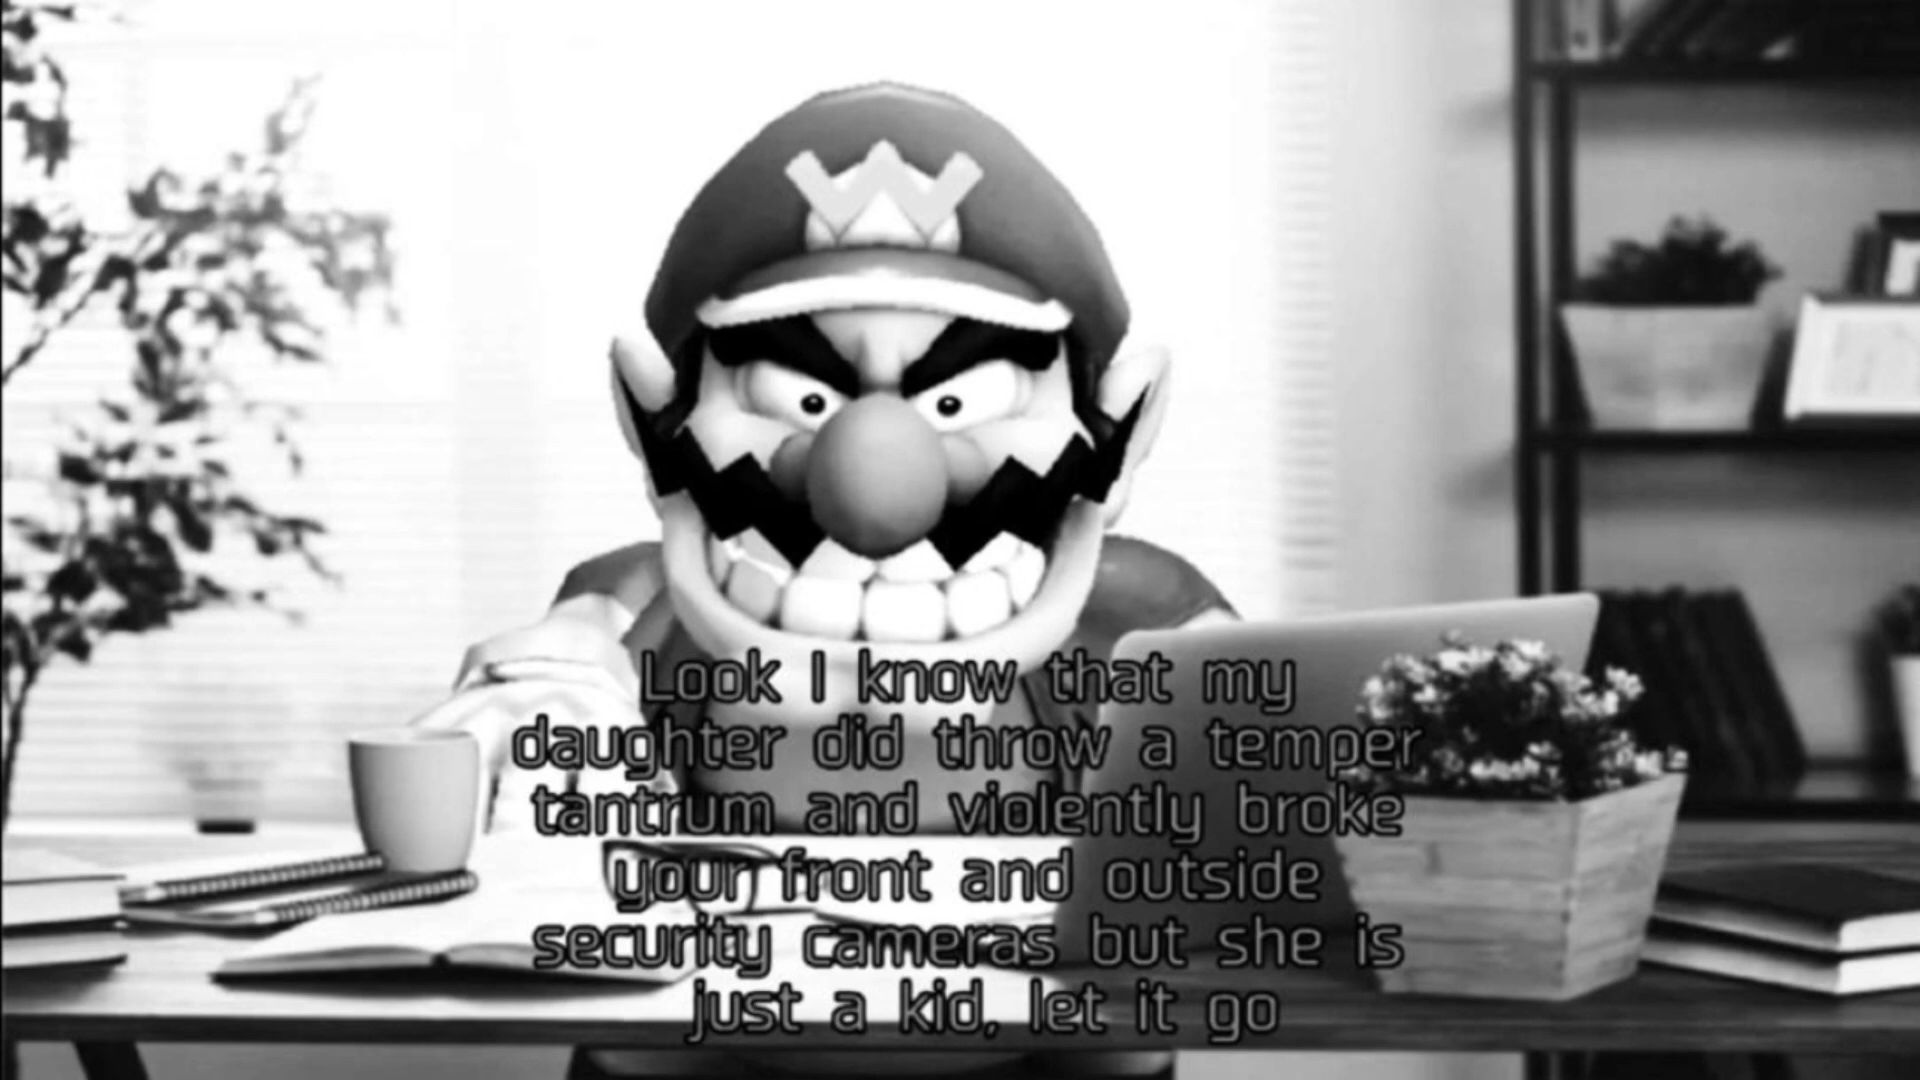 Look I know that my
daughter did throw a temper
tantrum and violently broke
your front and outside
security cameras but she is
just a kid, let it go